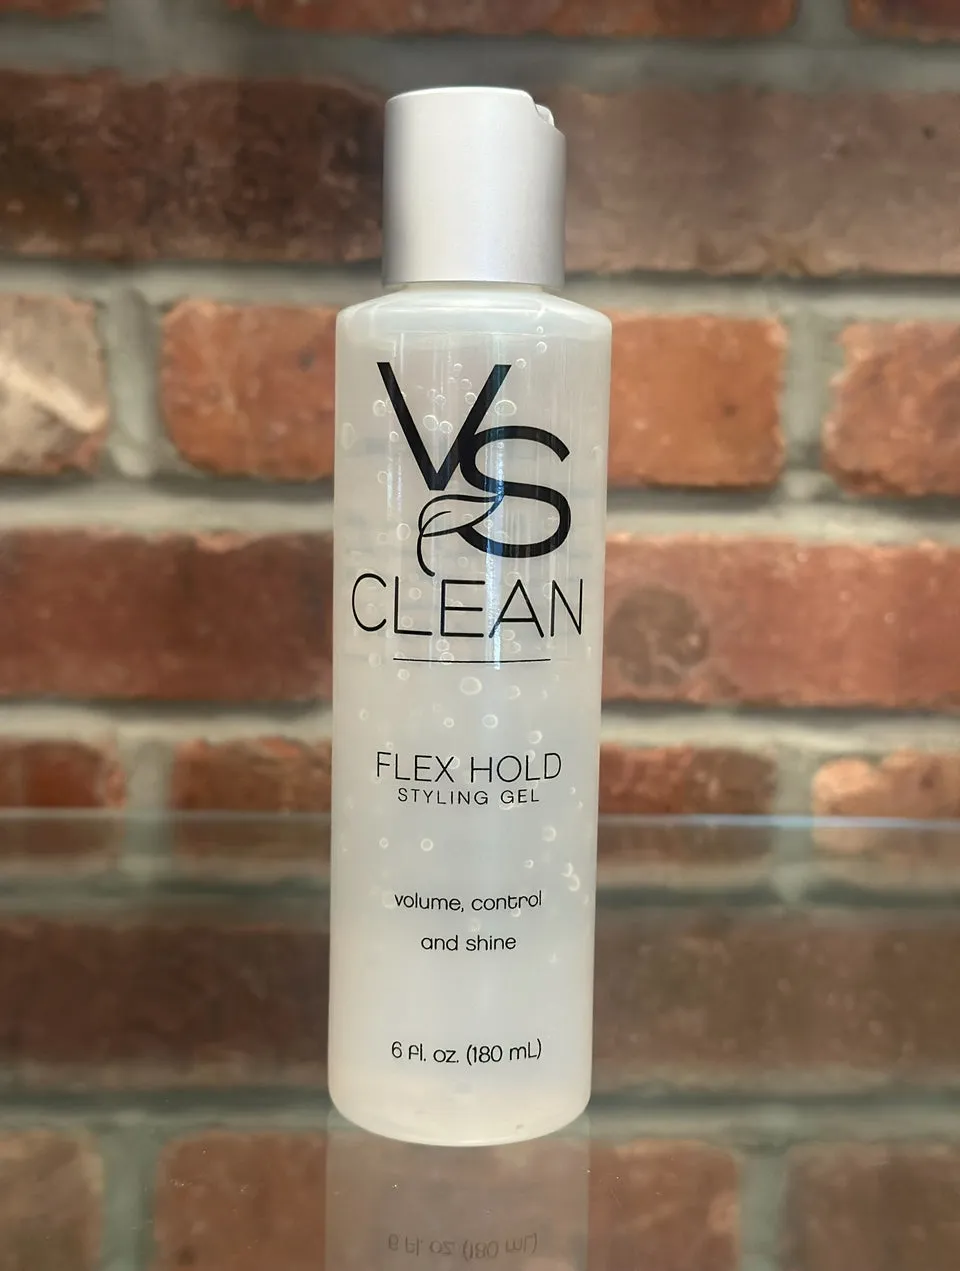 VS
CLEAN
FLEX HOLD
STYLING GEL
volume, control
and shine
6 fl. oz. (180 mL)